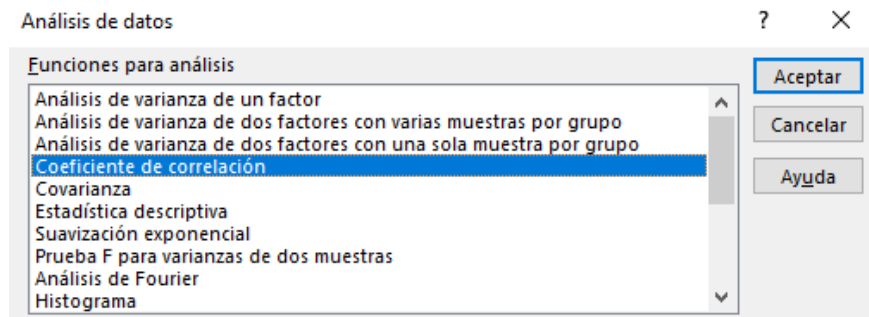 Análisis de datos
?
Funciones para análisis
Análisis de varianza de un factor
Análisis de varianza de dos factores con varias muestras por grupo
Análisis de varianza de dos factores con una sola muestra por grupo
Coeficiente de correlación
Covarianza
Estadística descriptiva
Suavización exponencial
Prueba F para varianzas de dos muestras
Análisis de Fourier
Histograma
Aceptar
Cancelar
Ayuda